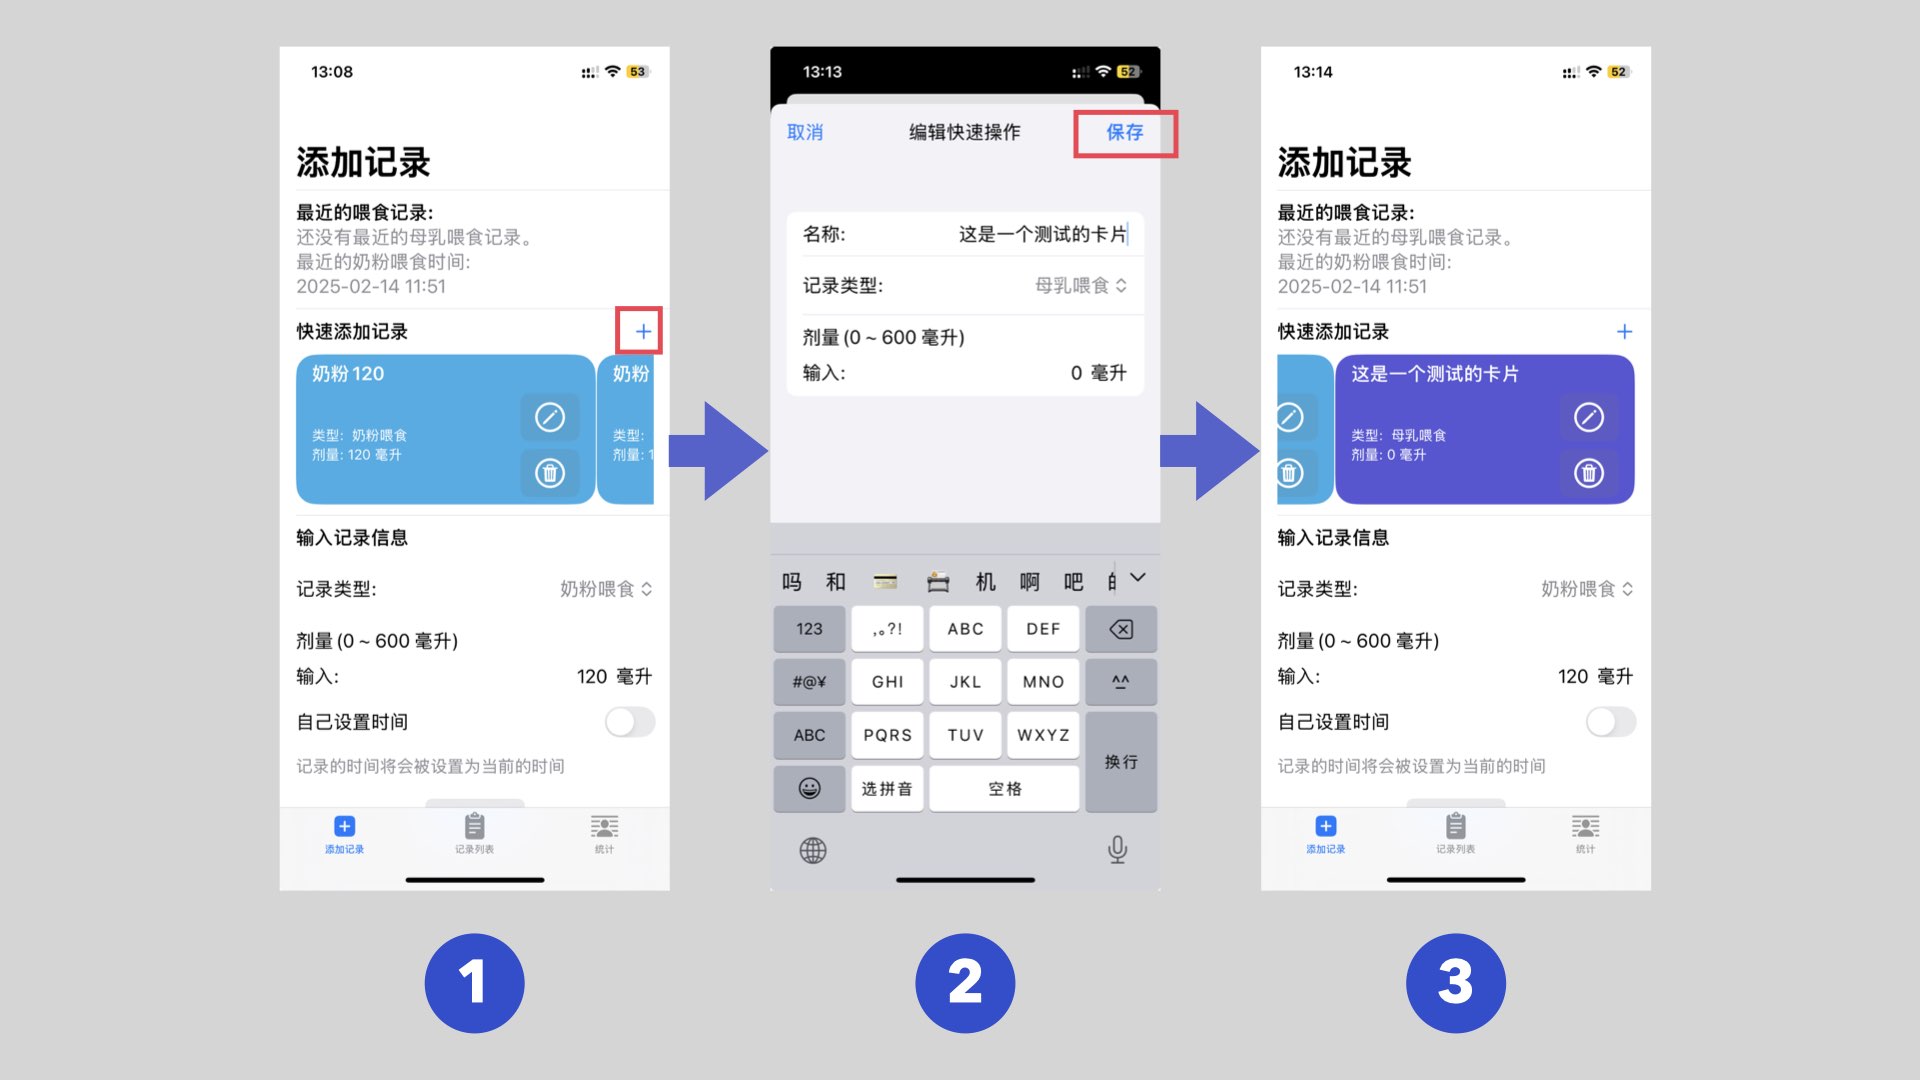 13:08
53
添加记录
最近的喂食记录:
还没有最近的母乳喂食记录。
最近的奶粉喂食时间:
2025-02-14 11:51
快速添加记录
奶粉 120
类型: 奶粉喂食
剂量: 120 毫升
奶粉
类型:
剂量: 1
输入记录信息
记录类型:
奶粉喂食
剂量 (0 ~ 600 毫升)
输入:
120 毫升
自己设置时间
记录的时间将会被设置为当前的时间
添加记录
记录列表
统计
1
13:13
52
取消
编辑快速操作
保存
名称:
这是一个测试的卡片
记录类型:
母乳喂食
剂量 (0 ~ 600 毫升)
输入:
0 毫升
吗 和 机 啊 吧
123
,。?!
ABC
DEF
#@¥
GHI
JKL
MNO
^^
ABC
PQRS
TUV
WXYZ
换行
选拼音
空格
2
13:14
52
添加记录
最近的喂食记录:
还没有最近的母乳喂食记录。
最近的奶粉喂食时间:
2025-02-14 11:51
快速添加记录
这是一个测试的卡片
类型: 母乳喂食
剂量: 0 毫升
输入记录信息
记录类型:
奶粉喂食
剂量 (0 ~ 600 毫升)
输入:
120 毫升
自己设置时间
记录的时间将会被设置为当前的时间
添加记录
记录列表
统计
3